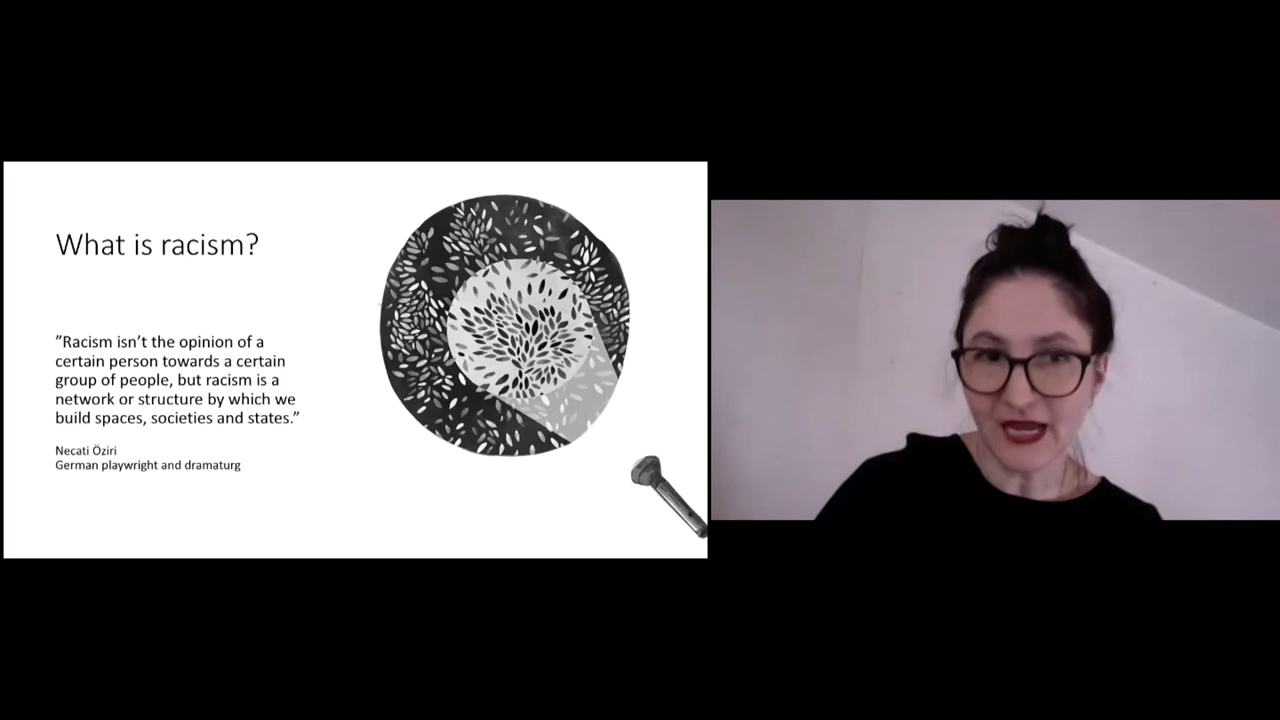 What is racism?
”Racism isn’t the opinion of a
certain person towards a certain
group of people, but racism is a
network or structure by which we
build spaces, societies and states.”
Necati Öziri
German playwright and dramaturg